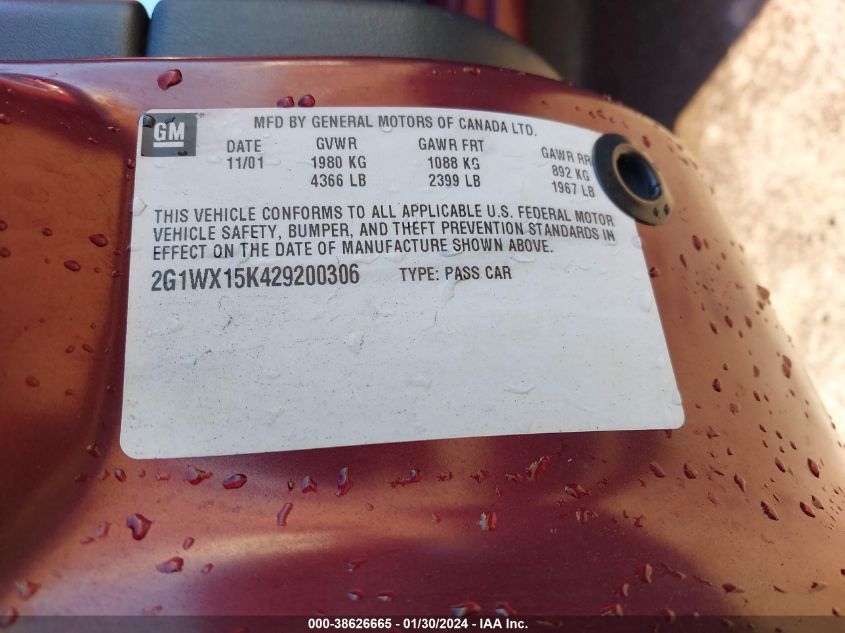 GM
MFD BY GENERAL MOTORS OF CANADA LTD.
DATE GVWR GAWR FRT GAWR RR
11/01 1980 KG 1088 KG 892 KG
4366 LB 2399 LB 1967 LB
THIS VEHICLE CONFORMS TO ALL APPLICABLE U.S. FEDERAL MOTOR
VEHICLE SAFETY, BUMPER, AND THEFT PREVENTION STANDARDS IN
EFFECT ON THE DATE OF MANUFACTURE SHOWN ABOVE.
2G1WX15K429200306 TYPE: PASS CAR
000-38626665 - 01/30/2024 - IAA Inc.